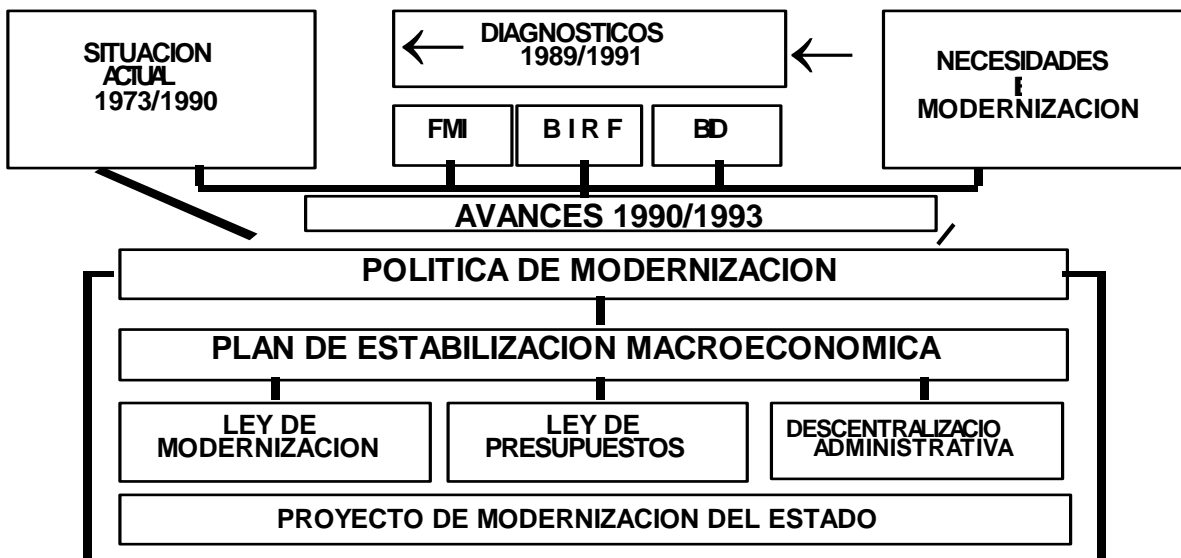 SITUACION
ACTUAL
1973/1990
DIAGNOSTICOS
1989/1991
NECESIDADES
E
MODERNIZACION
FMI
B I R F
BID
AVANCES 1990/1993
POLITICA DE MODERNIZACION
PLAN DE ESTABILIZACION MACROECONOMICA
LEY DE
MODERNIZACION
LEY DE
PRESUPUESTOS
DESCENTRALIZACIO
ADMINISTRATIVA
PROYECTO DE MODERNIZACION DEL ESTADO